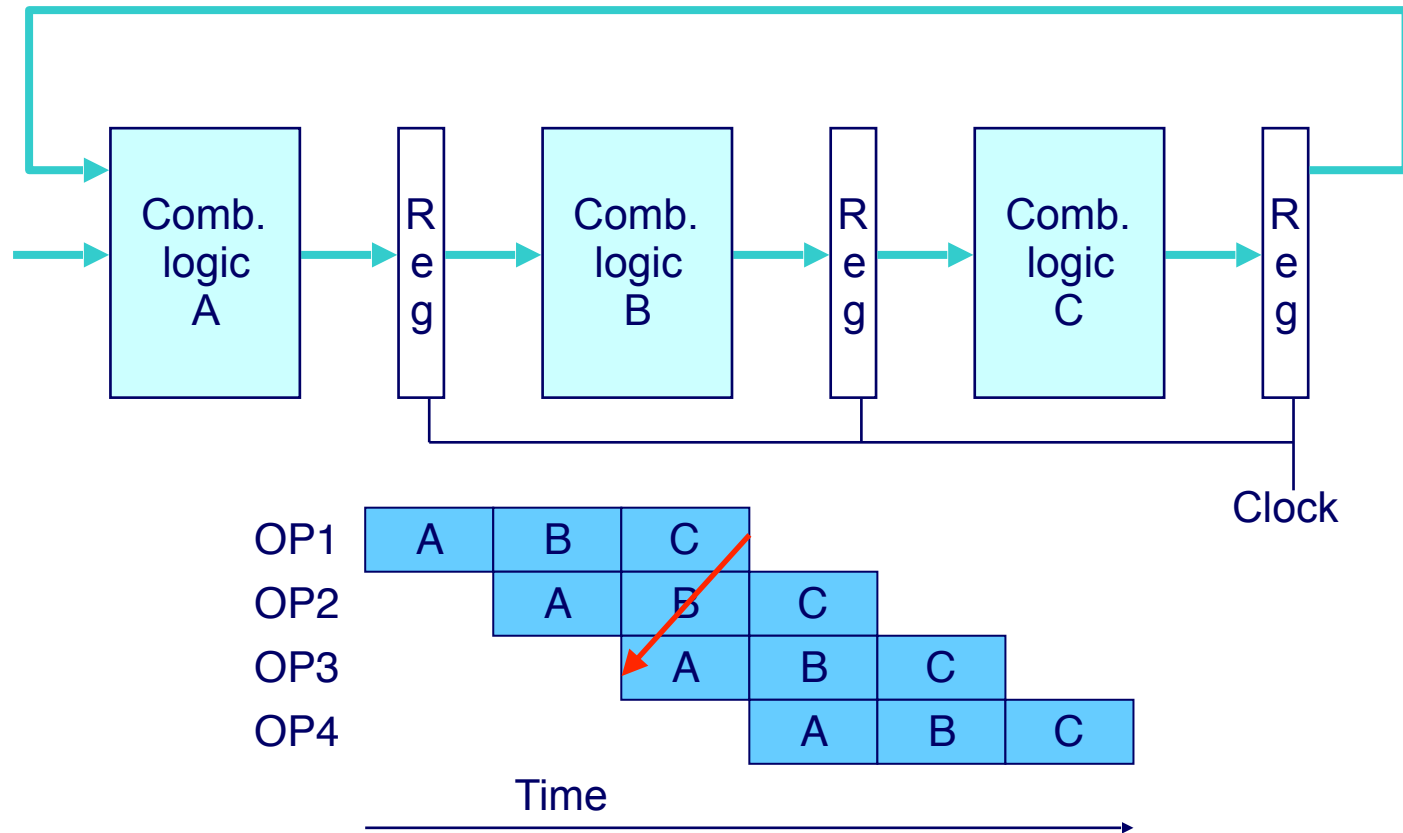 Comb.
logic
A
R
e
g
Comb.
logic
B
R
e
g
Comb.
logic
C
R
e
g
Clock
OP1 A B C
OP2 A B C
OP3 A B C
OP4 A B C
Time